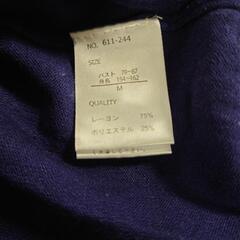 NO. 611-244
SIZE
バスト 79-87
身長 154-162
M
QUALITY
レーヨン 75%
ポリエステル 25%